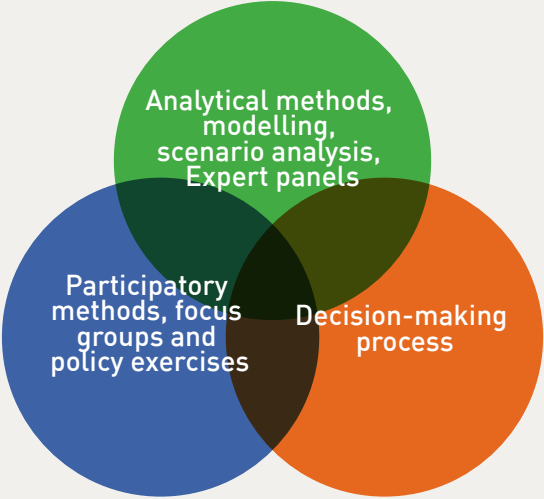 Analytical methods,
modelling,
scenario analysis,
Expert panels
Participatory
methods, focus
groups and
policy exercises
Decision-making
process